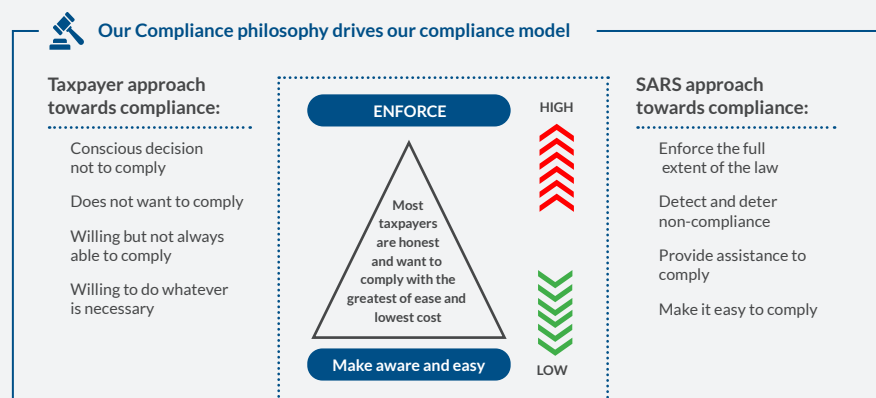 Our Compliance philosophy drives our compliance model
Taxpayer approach
towards compliance:
Conscious decision
not to comply
Does not want to comply
Willing but not always
able to comply
Willing to do whatever
is necessary
ENFORCE
Most
taxpayers
are honest
and want to
comply with the
greatest of ease and
lowest cost
Make aware and easy
HIGH
LOW
SARS approach
towards compliance:
Enforce the full
extent of the law
Detect and deter
non-compliance
Provide assistance to
comply
Make it easy to comply